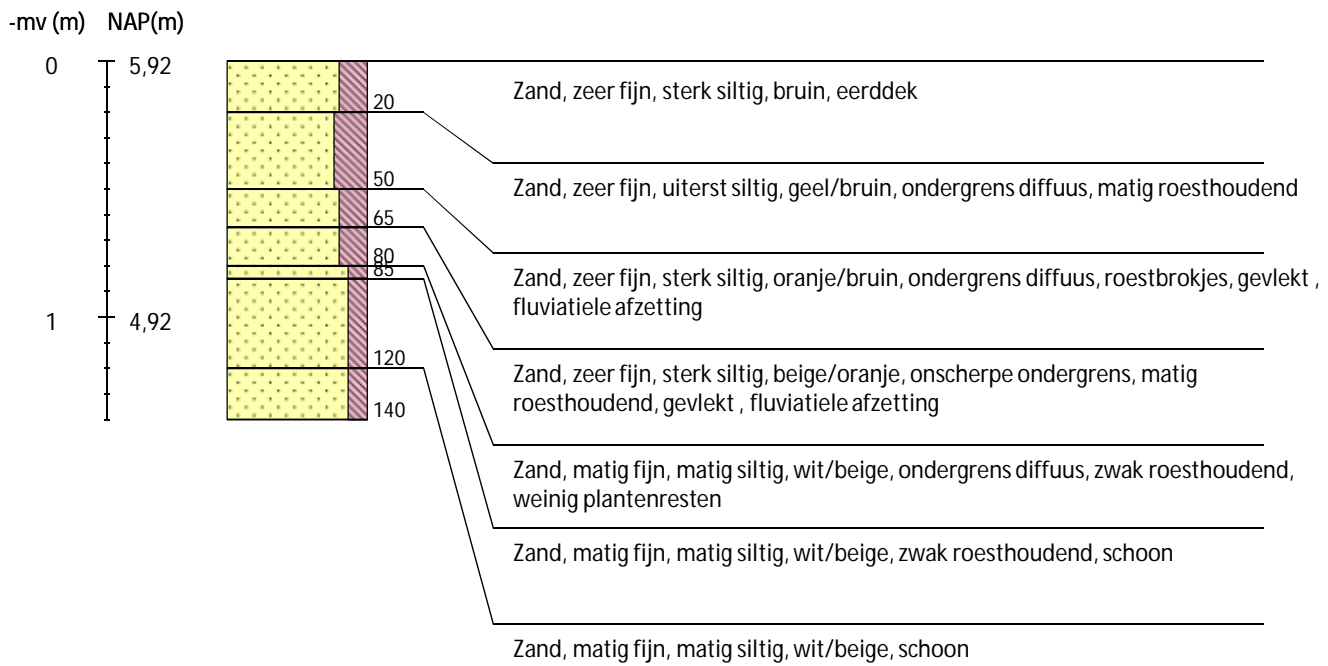 -mv (m) NAP(m)
0 5,92
Zand, zeer fijn, sterk siltig, bruin, eerddek
20
Zand, zeer fijn, uiterst siltig, geel/bruin, ondergrens diffuus, matig roesthoudend
50
Zand, zeer fijn, sterk siltig, oranje/bruin, ondergrens diffuus, roestbrokjes, gevlekt ,
fluviatiele afzetting
65
Zand, zeer fijn, sterk siltig, beige/oranje, onscherpe ondergrens, matig
roesthoudend, gevlekt , fluviatiele afzetting
80
Zand, matig fijn, matig siltig, wit/beige, ondergrens diffuus, zwak roesthoudend,
weinig plantenresten
85
Zand, matig fijn, matig siltig, wit/beige, zwak roesthoudend, schoon
1 4,92
120
Zand, matig fijn, matig siltig, wit/beige, schoon
140